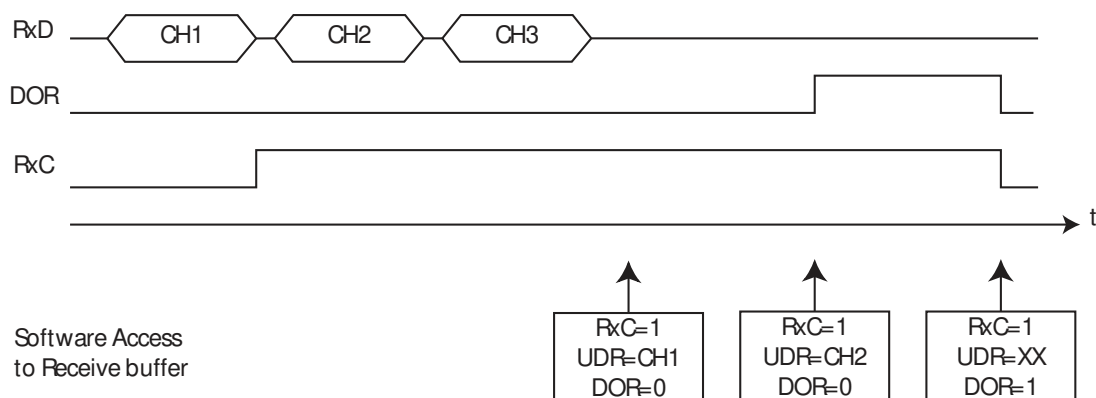 RxD
CH1
CH2
CH3
DOR
RxC
t
Software Access
to Receive buffer
RxC=1
UDR=CH1
DOR=0
RxC=1
UDR=CH2
DOR=0
RxC=1
UDR=XX
DOR=1